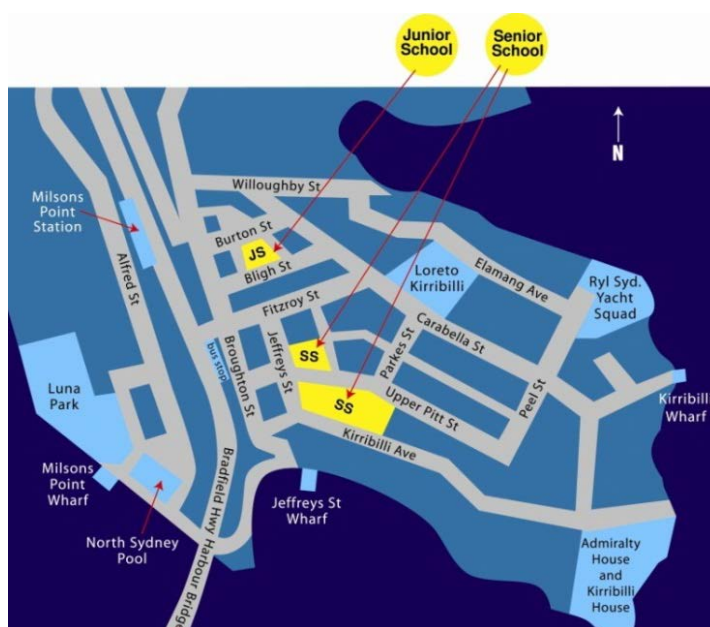 Junior
School
Senior
School
N
Willoughby St
Milsons
Point
Station
Burton St
JS
Bligh St
Alfred St
Loreto
Kirribilli
Elamang Ave
Ryl Syd.
Yacht
Squad
Fitzroy St
Carabella St
bus stop
Broughton St
Jeffreys St
SS
Parkes St
Luna
Park
SS
Upper Pitt St
Peel St
Kirribilli
Wharf
Kirribilli Ave
Milsons
Point
Wharf
Bradfield Hwy Harbour Bridge
Jeffreys St
Wharf
North Sydney
Pool
Admiralty
House
and
Kirribilli
House